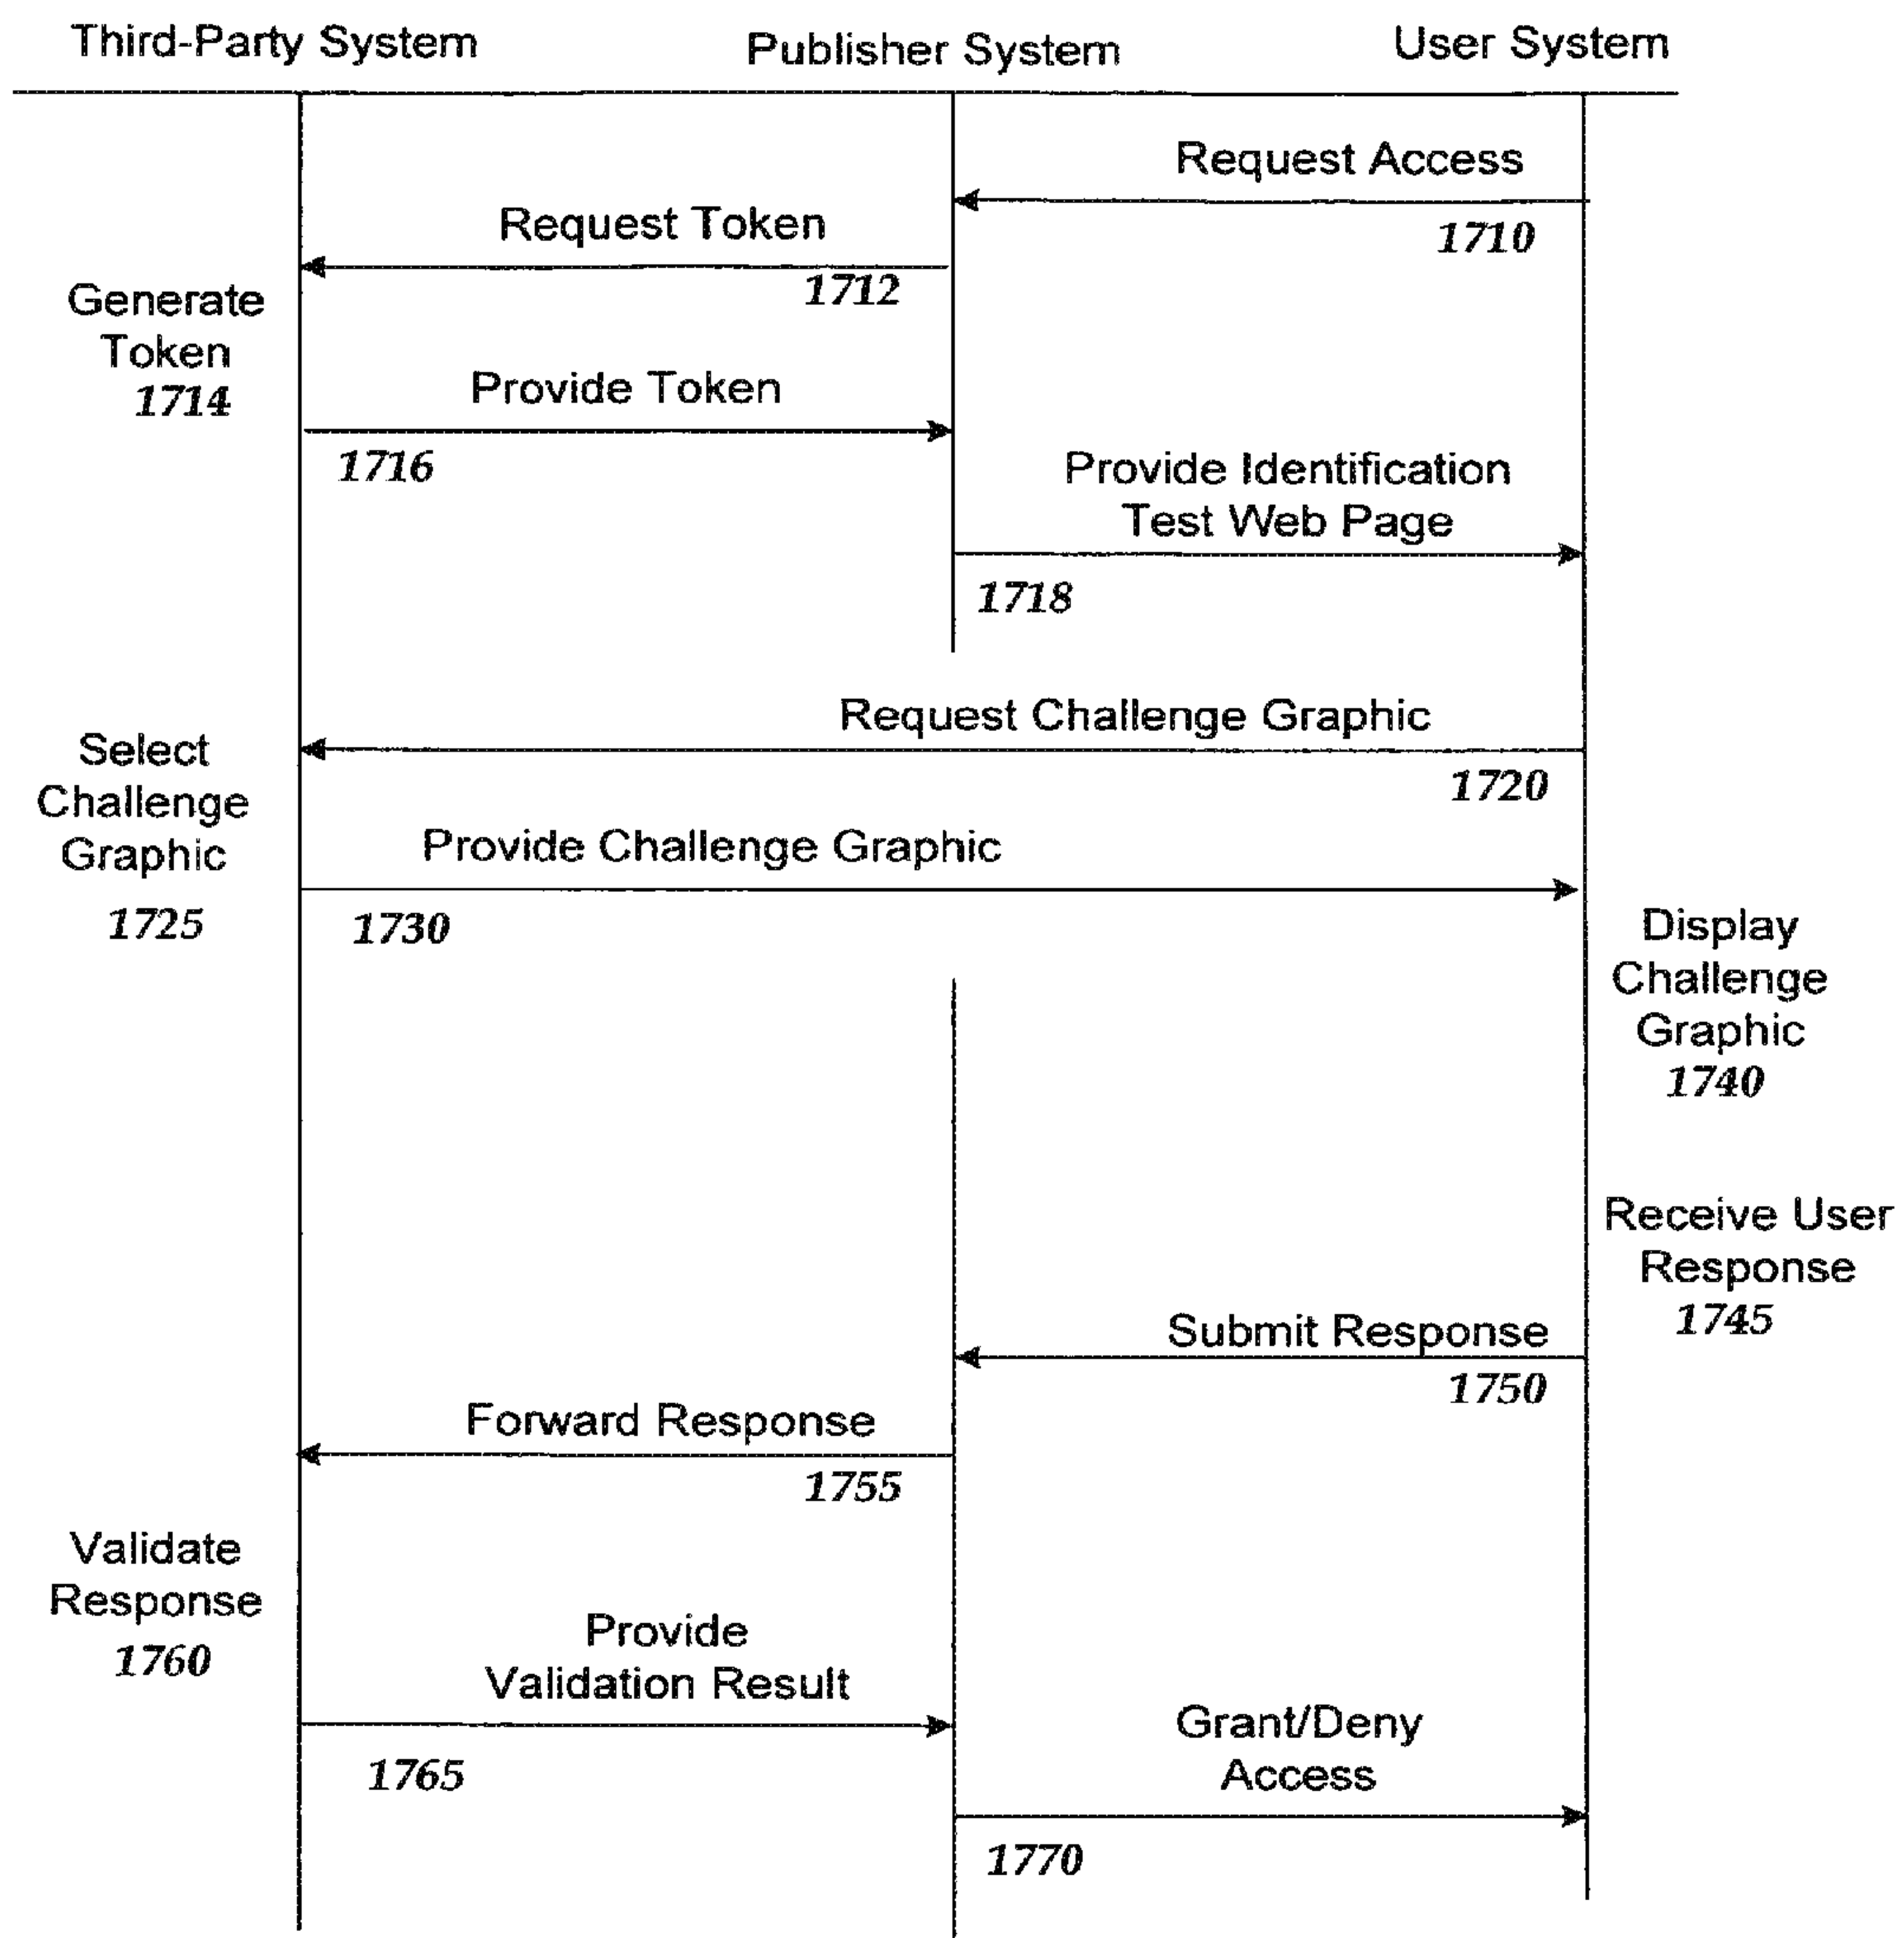 Third-Party System
Publisher System
User System
Request Access
1710
Request Token
1712
Generate
Token
1714
Provide Token
1716
Provide Identification
Test Web Page
1718
Request Challenge Graphic
1720
Select
Challenge
Graphic
1725
Provide Challenge Graphic
1730
Display
Challenge
Graphic
1740
Receive User
Response
1745
Submit Response
1750
Forward Response
1755
Validate
Response
1760
Provide
Validation Result
1765
Grant/Deny
Access
1770